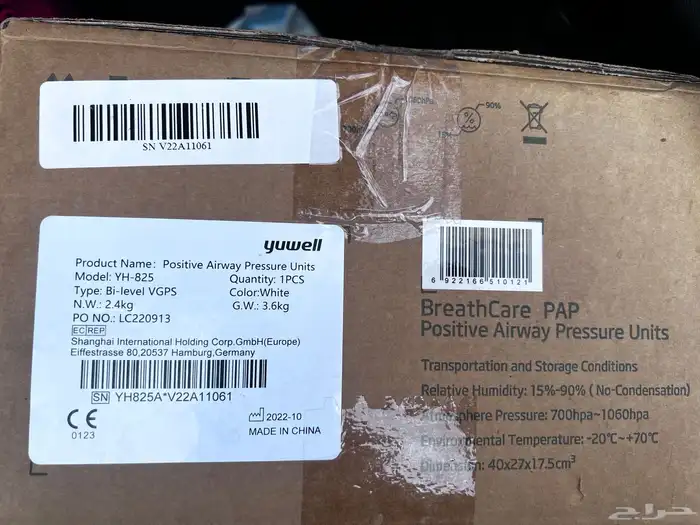 SN V22A11061
90%
yuwell
Product Name: Positive Airway Pressure Units
Model: YH-825
Quantity: 1PCS
Type: Bi-level VGPS
Color:White
N.W.: 2.4kg
G.W.: 3.6kg
PO NO.: LC220913
EC REP
Shanghai International Holding Corp.GmbH(Europe)
Eiffestrasse 80,20537 Hamburg,Germany
SN YH825A*V22A11061
CE
0123
2022-10
MADE IN CHINA
6 922166 510121
BreathCare PAP
Positive Airway Pressure Units
Transportation and Storage Conditions
Relative Humidity: 15%-90% ( No-Condensation)
Atmosphere Pressure: 700hpa~1060hpa
Environmental Temperature: -20℃~+70℃
Dimension: 40x27x17.5cm³
حراج